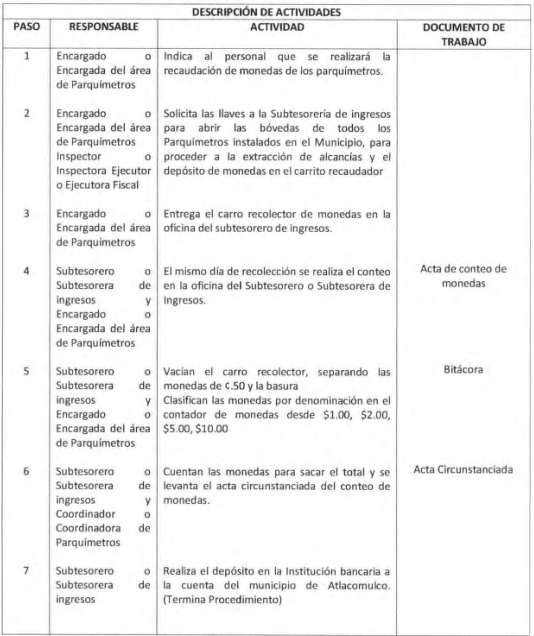 DESCRIPCIÓN DE ACTIVIDADES
PASO RESPONSABLE ACTIVIDAD DOCUMENTO DE TRABAJO
1 Encargado o Indica al personal que se realizará la
Encargada del área recaudación de monedas de los parquímetros.
de Parquímetros
2 Encargado o Solicita las llaves a la Subtesorería de ingresos
Encargada del área para abrir las bóvedas de todos los
de Parquímetros Parquímetros instalados en el Municipio, para
Inspector o proceder a la extracción de alcancías y el
Inspectora Ejecutor depósito de monedas en el carrito recaudador
o Ejecutora Fiscal
3 Encargado o Entrega el carro recolector de monedas en la
Encargada del área oficina del subtesorero de ingresos.
de Parquímetros
4 Subtesorero o El mismo día de recolección se realiza el conteo Acta de conteo de
Subtesorera de en la oficina del Subtesorero o Subtesorera de monedas
ingresos y Ingresos.
Encargado o
Encargada del área
de Parquímetros
5 Subtesorero o Vacían el carro recolector, separando las Bitácora
Subtesorera de monedas de ¢.50 y la basura
ingresos y Clasifican las monedas por denominación en el
Encargado o contador de monedas desde $1.00, $2.00,
Encargada del área $5.00, $10.00
de Parquímetros
6 Subtesorero o Cuentan las monedas para sacar el total y se Acta Circunstanciada
Subtesorera de levanta el acta circunstanciada del conteo de
ingresos y monedas.
Coordinador o
Coordinadora de
Parquímetros
7 Subtesorero o Realiza el depósito en la Institución bancaria a
Subtesorera de la cuenta del municipio de Atlacomulco.
ingresos (Termina Procedimiento)